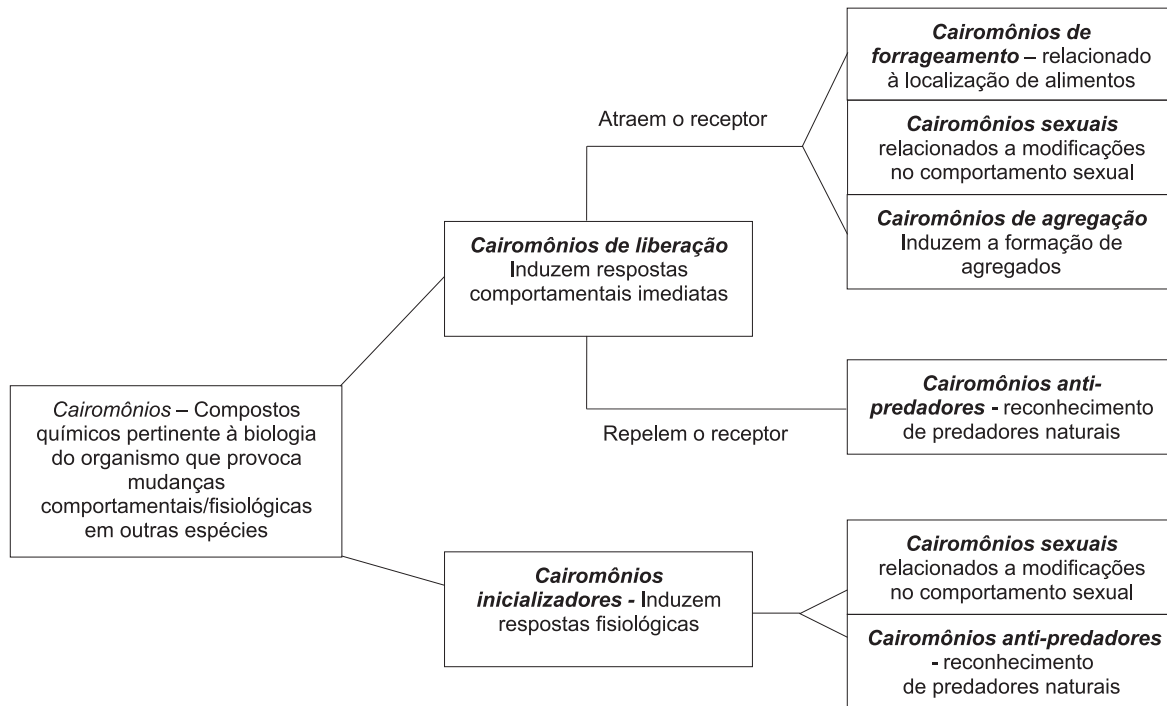 Cairomônios de
forrageamento – relacionado
à localização de alimentos
Atraem o receptor
Cairomônios sexuais
relacionados a modificações
no comportamento sexual
Cairomônios de agregação
Induzem a formação de
agregados
Cairomônios de liberação
Induzem respostas
comportamentais imediatas
Cairomônios anti-
predadores - reconhecimento
de predadores naturais
Repelem o receptor
Cairomônios – Compostos
químicos pertinente à biologia
do organismo que provoca
mudanças
comportamentais/fisiológicas
em outras espécies
Cairomônios
inicializadores - Induzem
respostas fisiológicas
Cairomônios sexuais
relacionados a modificações
no comportamento sexual
Cairomônios anti-predadores
- reconhecimento
de predadores naturais